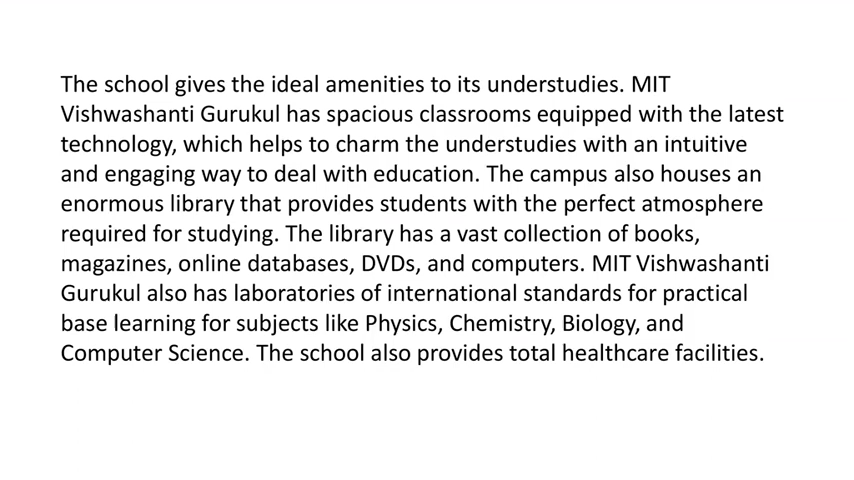 The school gives the ideal amenities to its understudies. MIT
Vishwashanti Gurukul has spacious classrooms equipped with the latest
technology, which helps to charm the understudies with an intuitive
and engaging way to deal with education. The campus also houses an
enormous library that provides students with the perfect atmosphere
required for studying. The library has a vast collection of books,
magazines, online databases, DVDs, and computers. MIT Vishwashanti
Gurukul also has laboratories of international standards for practical
base learning for subjects like Physics, Chemistry, Biology, and
Computer Science. The school also provides total healthcare facilities.